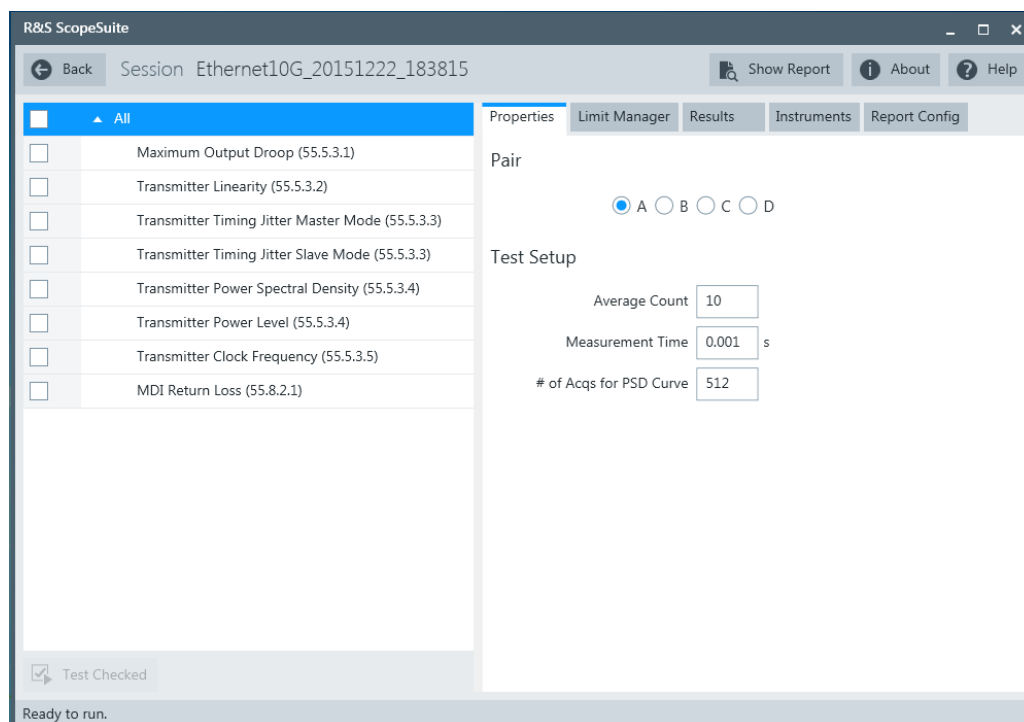 R&S ScopeSuite
Back Session Ethernet10G_20151222_183815 Show Report About Help
All
Maximum Output Droop (55.5.3.1)
Transmitter Linearity (55.5.3.2)
Transmitter Timing Jitter Master Mode (55.5.3.3)
Transmitter Timing Jitter Slave Mode (55.5.3.3)
Transmitter Power Spectral Density (55.5.3.4)
Transmitter Power Level (55.5.3.4)
Transmitter Clock Frequency (55.5.3.5)
MDI Return Loss (55.8.2.1)
Test Checked
Properties Limit Manager Results Instruments Report Config
Pair
A B C D
Test Setup
Average Count 10
Measurement Time 0.001 s
# of Acqs for PSD Curve 512
Ready to run.